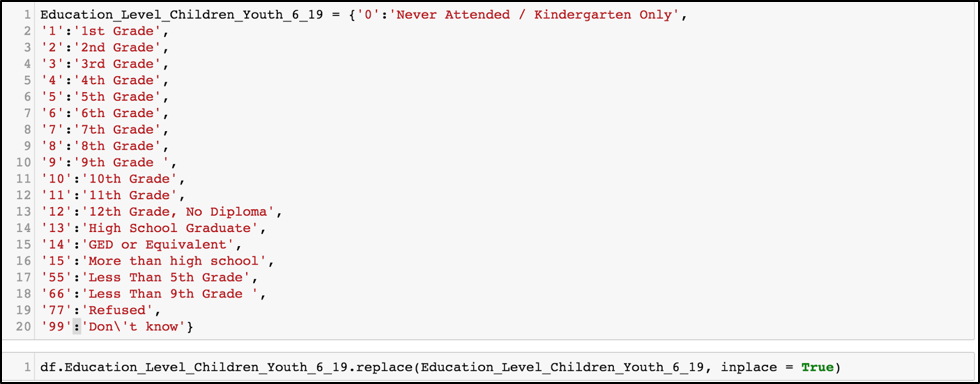 1 Education_Level_Children_Youth_6_19 = {'0':'Never Attended / Kindergarten Only',
2 '1':'1st Grade',
3 '2':'2nd Grade',
4 '3':'3rd Grade',
5 '4':'4th Grade',
6 '5':'5th Grade',
7 '6':'6th Grade',
8 '7':'7th Grade',
9 '8':'8th Grade',
10 '9':'9th Grade ',
11 '10':'10th Grade',
12 '11':'11th Grade',
13 '12':'12th Grade, No Diploma',
14 '13':'High School Graduate',
15 '14':'GED or Equivalent',
16 '15':'More than high school',
17 '55':'Less Than 5th Grade',
18 '66':'Less Than 9th Grade ',
19 '77':'Refused',
20 '99':'Don\'t know'}
1 df.Education_Level_Children_Youth_6_19.replace(Education_Level_Children_Youth_6_19, inplace = True)